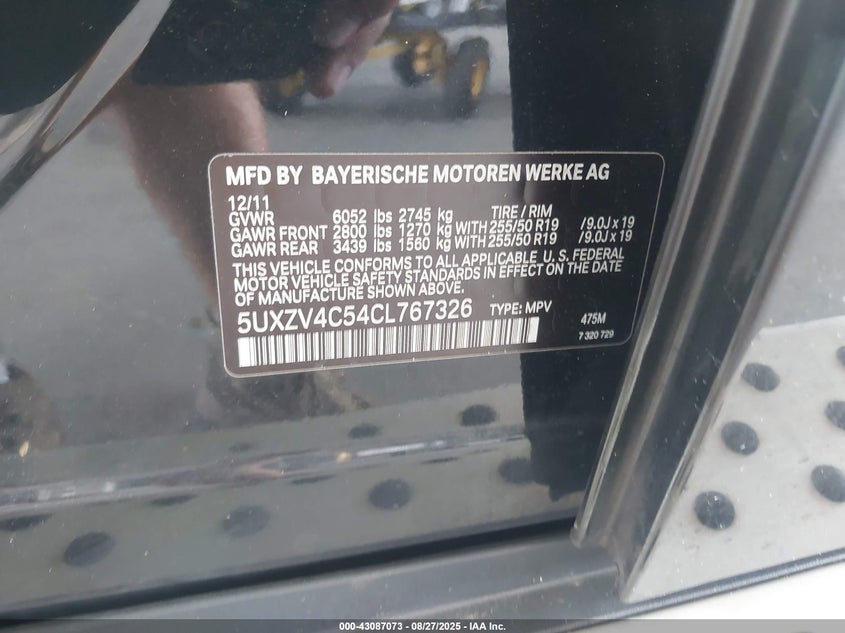 MFD BY BAYERISCHE MOTOREN WERKE AG
12/11
GVWR 6052 lbs 2745 kg TIRE / RIM
GAWR FRONT 2800 lbs 1270 kg WITH 255/50 R19 /9.0J x 19
GAWR REAR 3439 lbs 1560 kg WITH 255/50 R19 /9.0J x 19
THIS VEHICLE CONFORMS TO ALL APPLICABLE U.S. FEDERAL
MOTOR VEHICLE SAFETY STANDARDS IN EFFECT ON THE DATE
OF MANUFACTURE SHOWN ABOVE.
5UXZV4C54CL767326 TYPE: MPV 475M
7 320 729
000-43087073 | 08/27/2025 | IAA Inc.